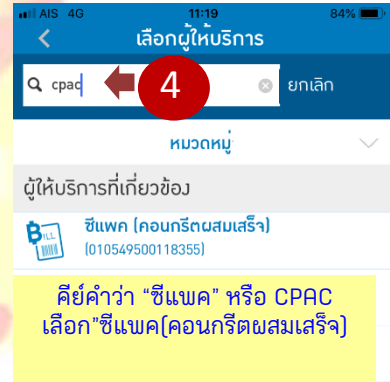 AIS 4G 11:19 84%
เลือกผู้ให้บริการ
cpac 4 ยกเลิก
หมวดหมู่
ผู้ให้บริการที่เกี่ยวข้อง
BILL ซีแพค (คอนกรีตผสมเสร็จ)
(010549500118355)
คีย์คำว่า “ซีแพค” หรือ CPAC
เลือก"ซีแพค(คอนกรีตผสมเสร็จ)